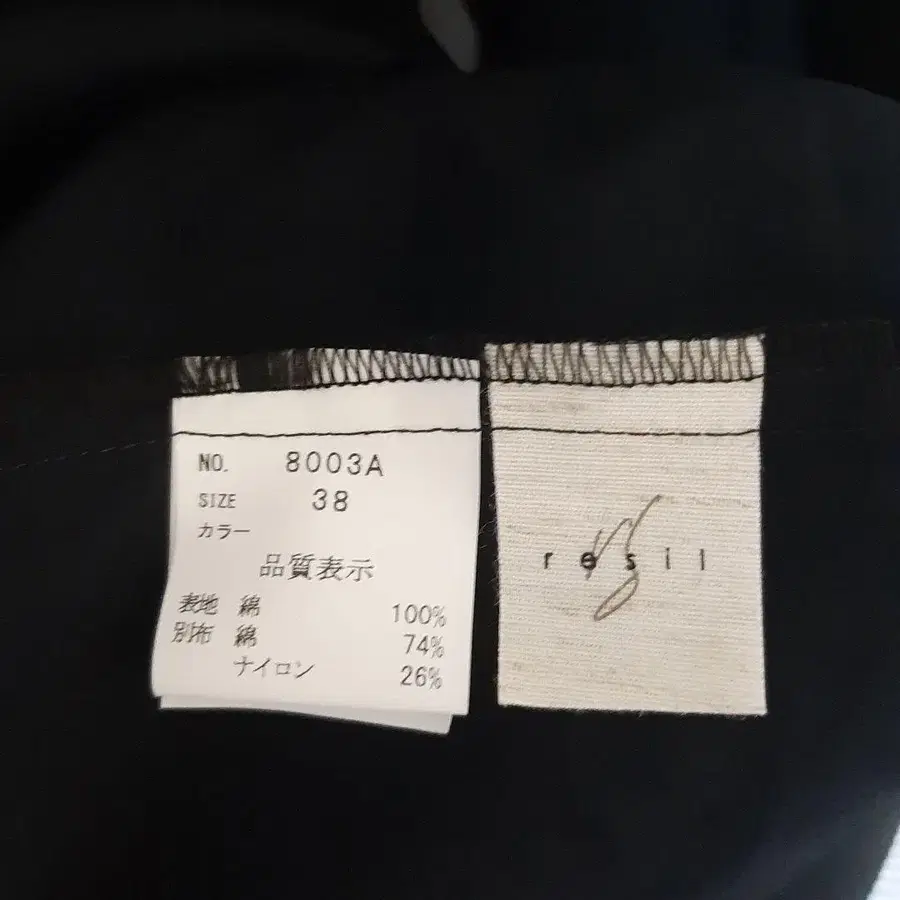 NO. 8003A
SIZE 38
カラー
品質表示
表地 綿 100%
別布 綿 74%
ナイロン 26%
resil